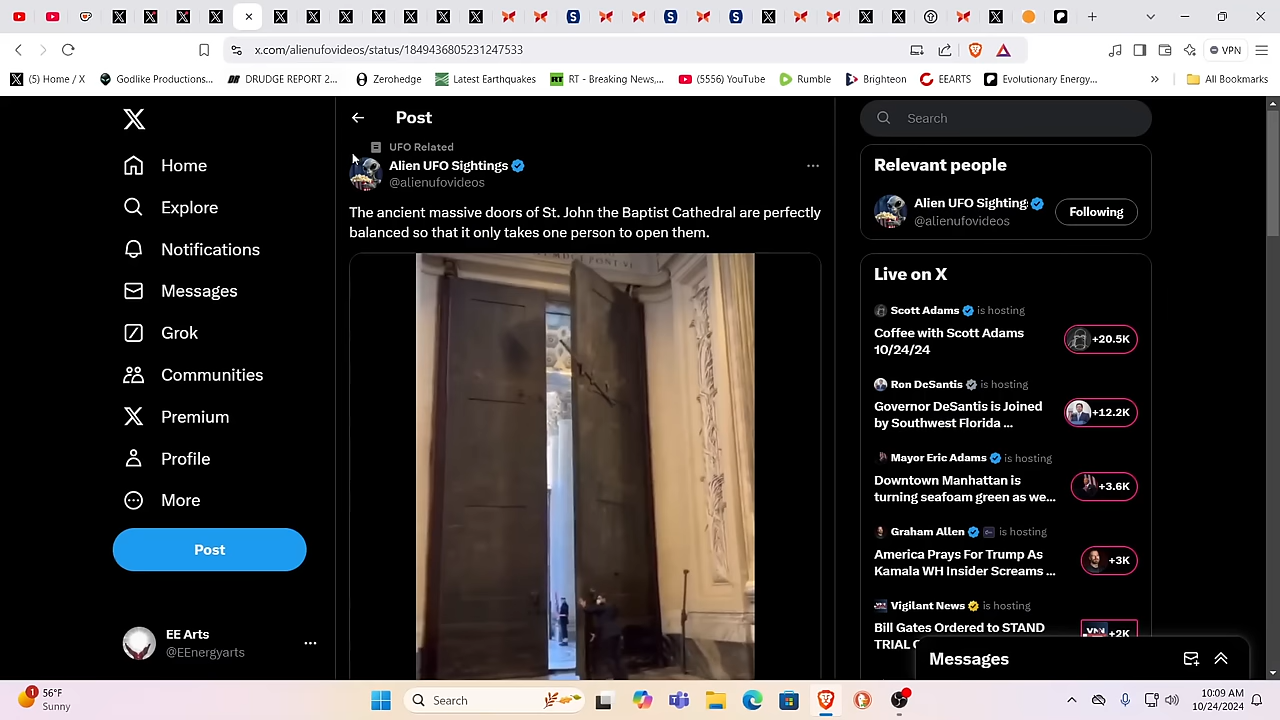 x.com/alienufovideos/status/1849436805231247533
VPN
(5) Home / X
Godlike Productions...
DRUDGE REPORT 2...
Zerohedge
Latest Earthquakes
RT - Breaking News,...
(5556) YouTube
Rumble
Brighteon
EEARTS
Evolutionary Energy...
All Bookmarks
Home
Explore
Notifications
Messages
Grok
Communities
Premium
Profile
More
Post
EE Arts
@EEnergyarts
Post
UFO Related
Alien UFO Sightings
@alienufovideos
The ancient massive doors of St. John the Baptist Cathedral are perfectly
balanced so that it only takes one person to open them.
Search
Relevant people
Alien UFO Sighting:
@alienufovideos
Following
Live on X
Scott Adams is hosting
Coffee with Scott Adams
10/24/24
+20.5K
Ron DeSantis is hosting
Governor DeSantis is Joined
by Southwest Florida ...
+12.2K
Mayor Eric Adams is hosting
Downtown Manhattan is
turning seafoam green as we...
+3.6K
Graham Allen is hosting
America Prays For Trump As
Kamala WH Insider Screams ...
+3K
Vigilant News is hosting
Bill Gates Ordered to STAND
TRIAL
+2K
Messages
1
56°F
Sunny
Search
10:09 AM
10/24/2024